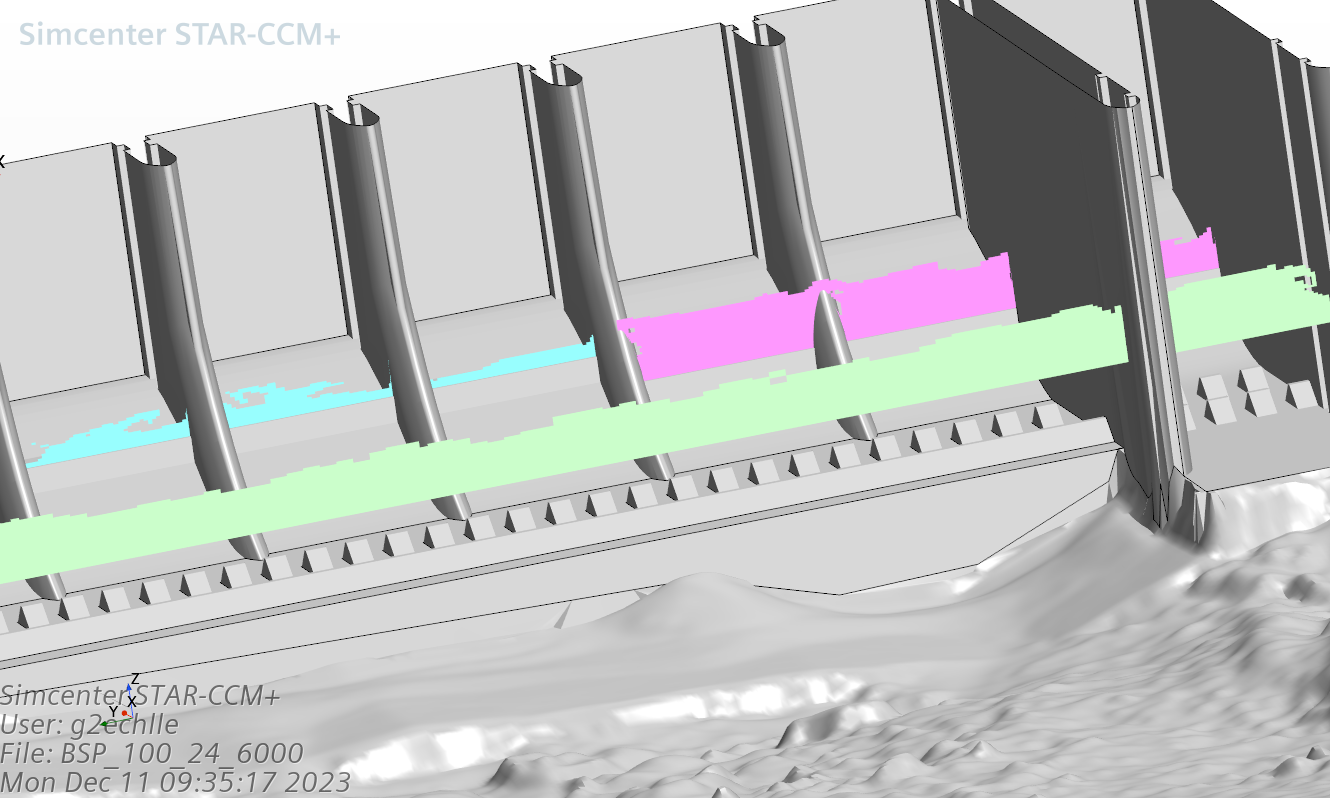 Simcenter STAR-CCM+
X
Z
X
Y
Simcenter STAR-CCM+
User: g2echlle
File: BSP_100_24_6000
Mon Dec 11 09:35:17 2023